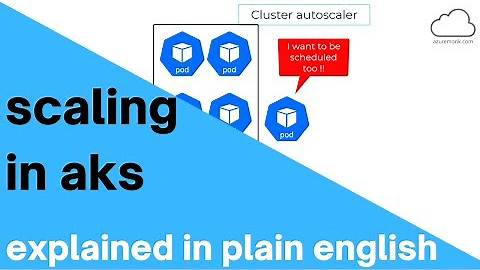 Cluster autoscaler
azuremonk.com
I want to be
scheduled
too !!
pod
pod
pod
scaling
in aks
explained in plain english